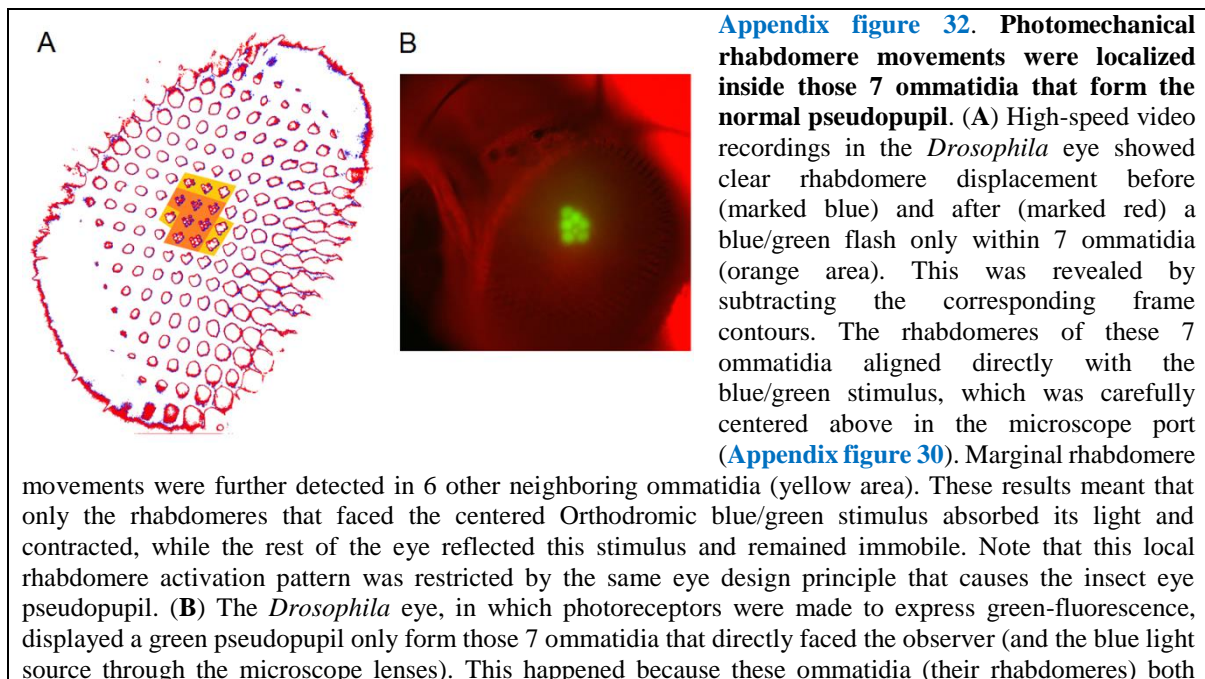 A
B
Appendix figure 32. Photomechanical
rhabdomere movements were localized
inside those 7 ommatidia that form the
normal pseudopupil. (A) High-speed video
recordings in the Drosophila eye showed
clear rhabdomere displacement before
(marked blue) and after (marked red) a
blue/green flash only within 7 ommatidia
(orange area). This was revealed by
subtracting the corresponding frame
contours. The rhabdomeres of these 7
ommatidia aligned directly with the
blue/green stimulus, which was carefully
centered above in the microscope port
(Appendix figure 30). Marginal rhabdomere
movements were further detected in 6 other neighboring ommatidia (yellow area). These results meant that
only the rhabdomeres that faced the centered Orthodromic blue/green stimulus absorbed its light and
contracted, while the rest of the eye reflected this stimulus and remained immobile. Note that this local
rhabdomere activation pattern was restricted by the same eye design principle that causes the insect eye
pseudopupil. (B) The Drosophila eye, in which photoreceptors were made to express green-fluorescence,
displayed a green pseudopupil only form those 7 ommatidia that directly faced the observer (and the blue light
source through the microscope lenses). This happened because these ommatidia (their rhabdomeres) both